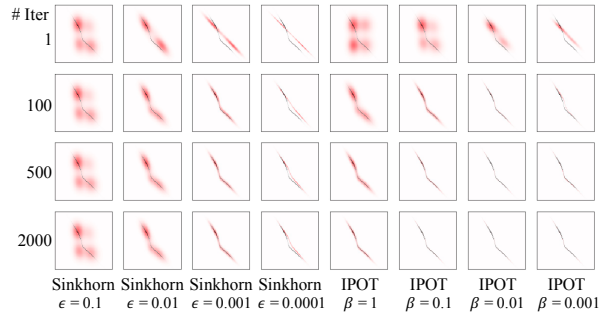 # Iter
1
100
500
2000
Sinkhorn Sinkhorn Sinkhorn Sinkhorn IPOT IPOT IPOT IPOT
ϵ = 0.1 ϵ = 0.01 ϵ = 0.001 ϵ = 0.0001 β = 1 β = 0.1 β = 0.01 β = 0.001